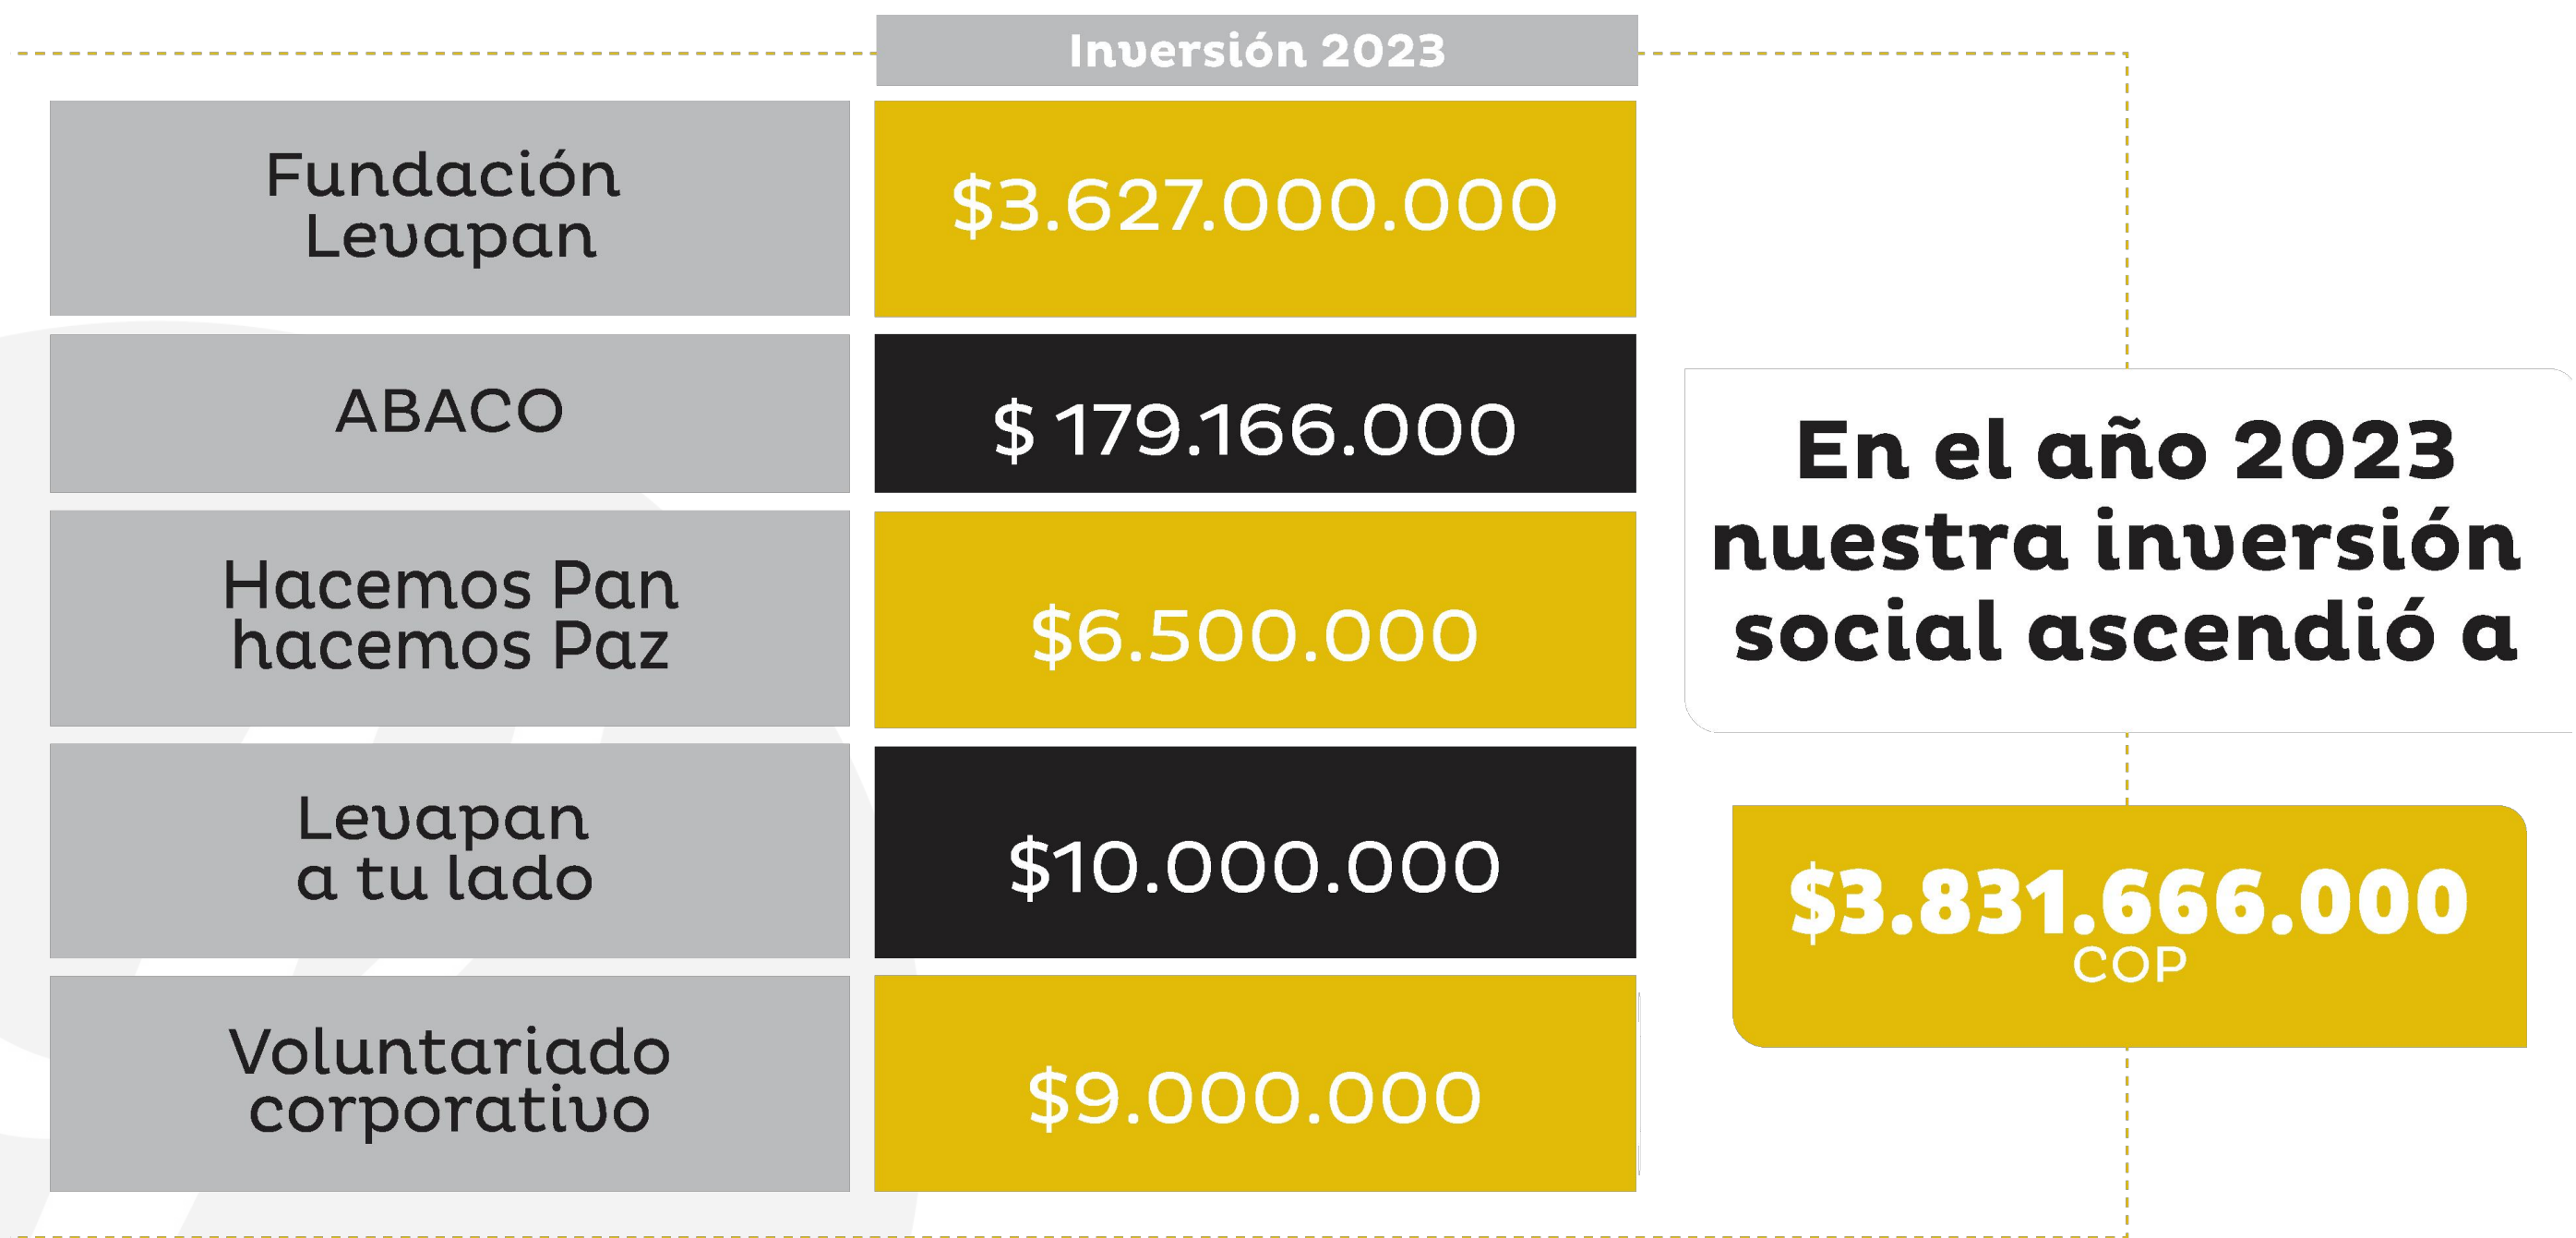 Inversión 2023
Fundación
Levapan
$3.627.000.000
ABACO
$ 179.166.000
Hacemos Pan
hacemos Paz
$6.500.000
Levapan
a tu lado
$10.000.000
Voluntariado
corporativo
$9.000.000
En el año 2023
nuestra inversión
social ascendió a
$3.831.666.000
COP